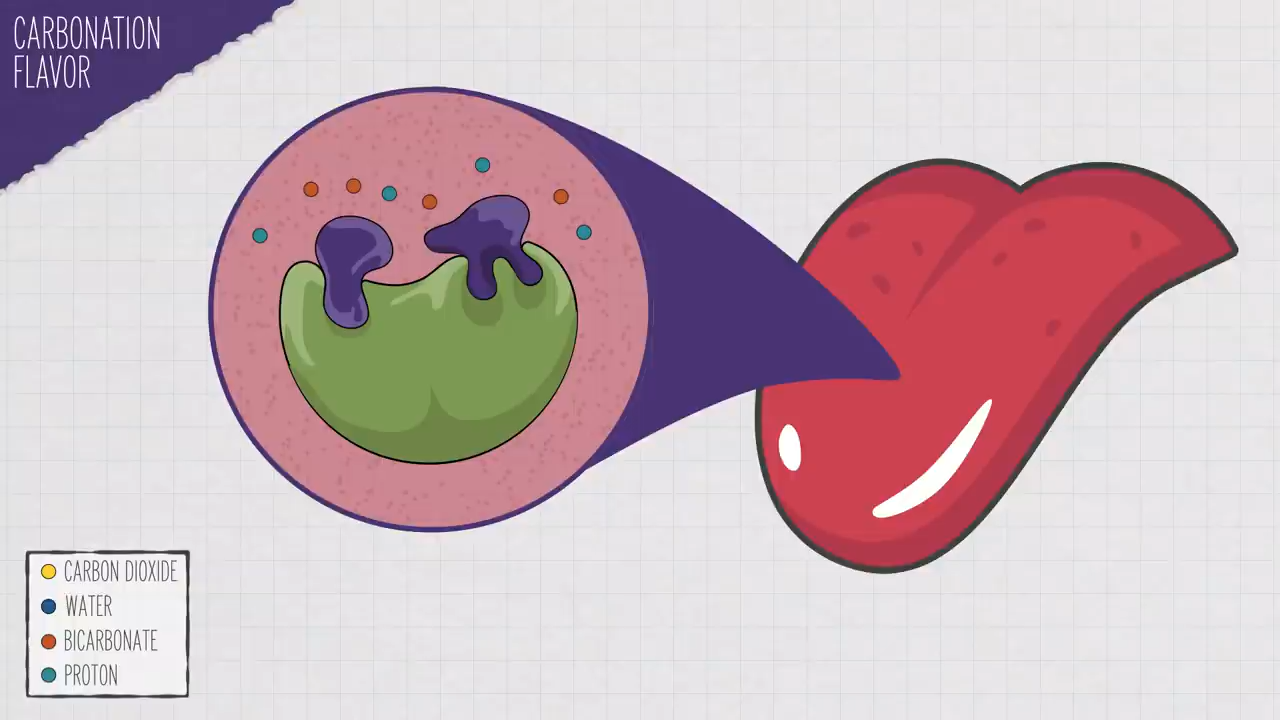 CARBONATION
FLAVOR
CARBON DIOXIDE
WATER
BICARBONATE
PROTON